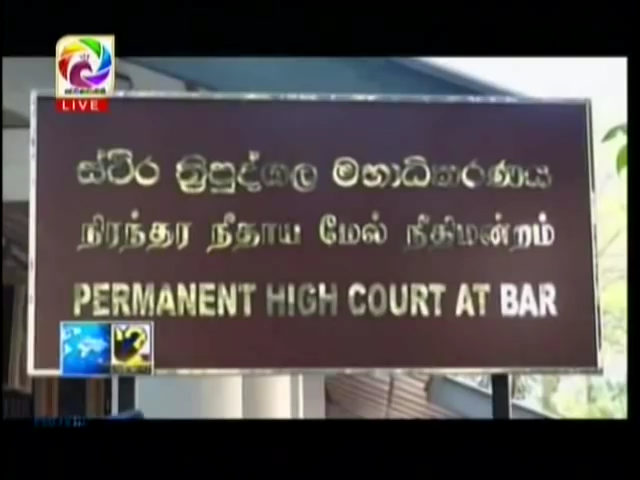 LIVE
ස්ථිර ත්‍රිපුද්ගල මහාධිකරණය
நிரந்தர நீதாய மேல் நீதிமன்றம்
PERMANENT HIGH COURT AT BAR